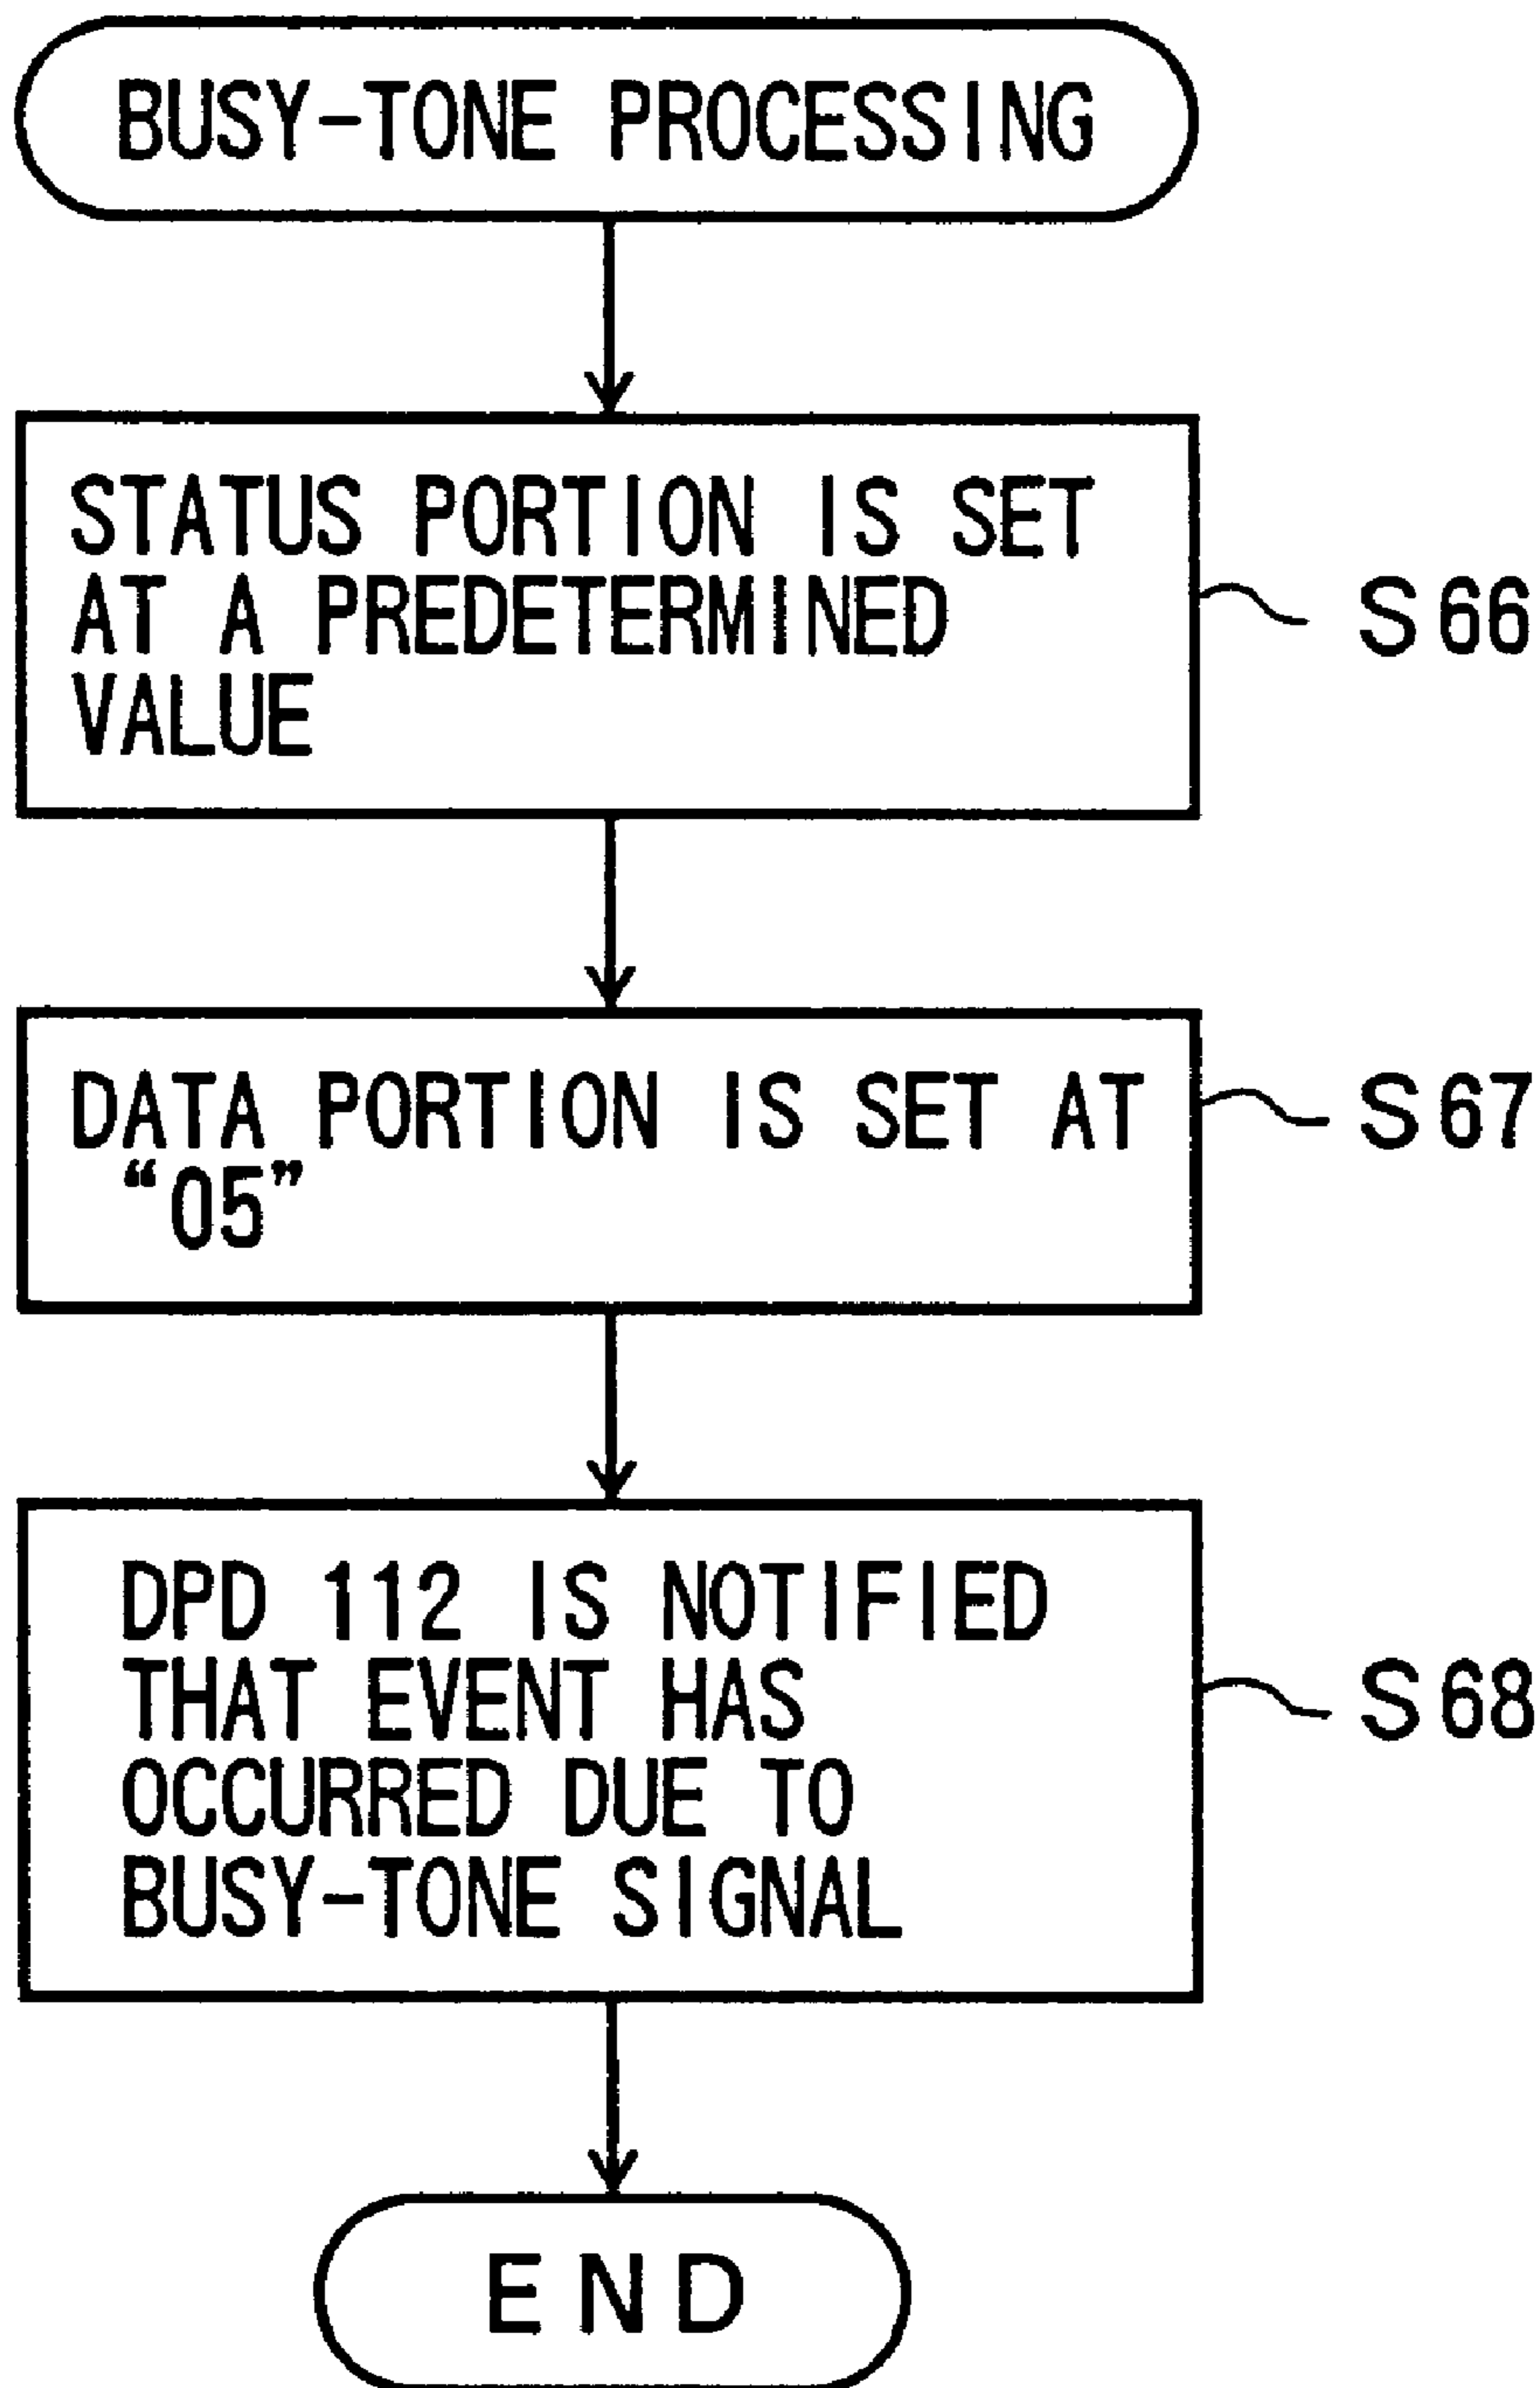 BUSY-TONE PROCESSING
STATUS PORTION IS SET
AT A PREDETERMINED
VALUE
S66
DATA PORTION IS SET AT
“05”
S67
DPD 112 IS NOTIFIED
THAT EVENT HAS
OCCURRED DUE TO
BUSY-TONE SIGNAL
S68
END